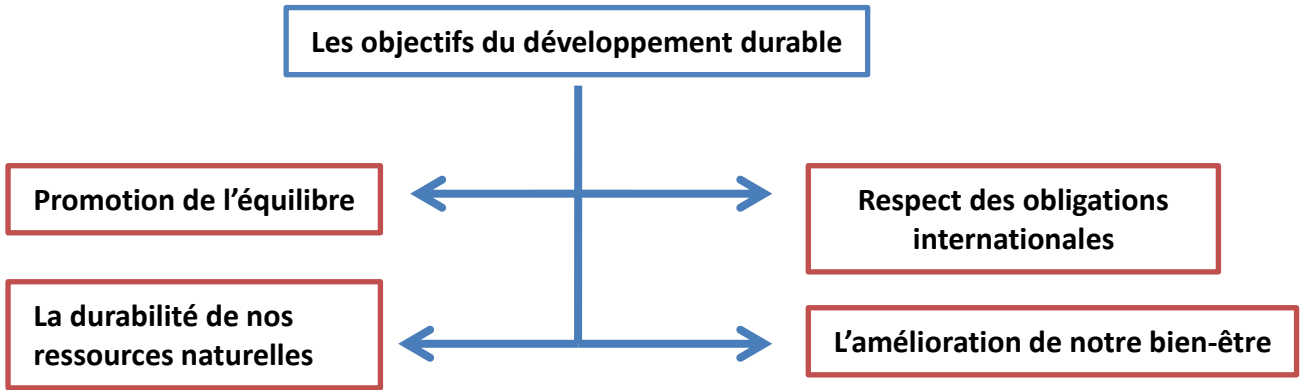 Les objectifs du développement durable
Promotion de l’équilibre
Respect des obligations
internationales
La durabilité de nos
ressources naturelles
L’amélioration de notre bien-être